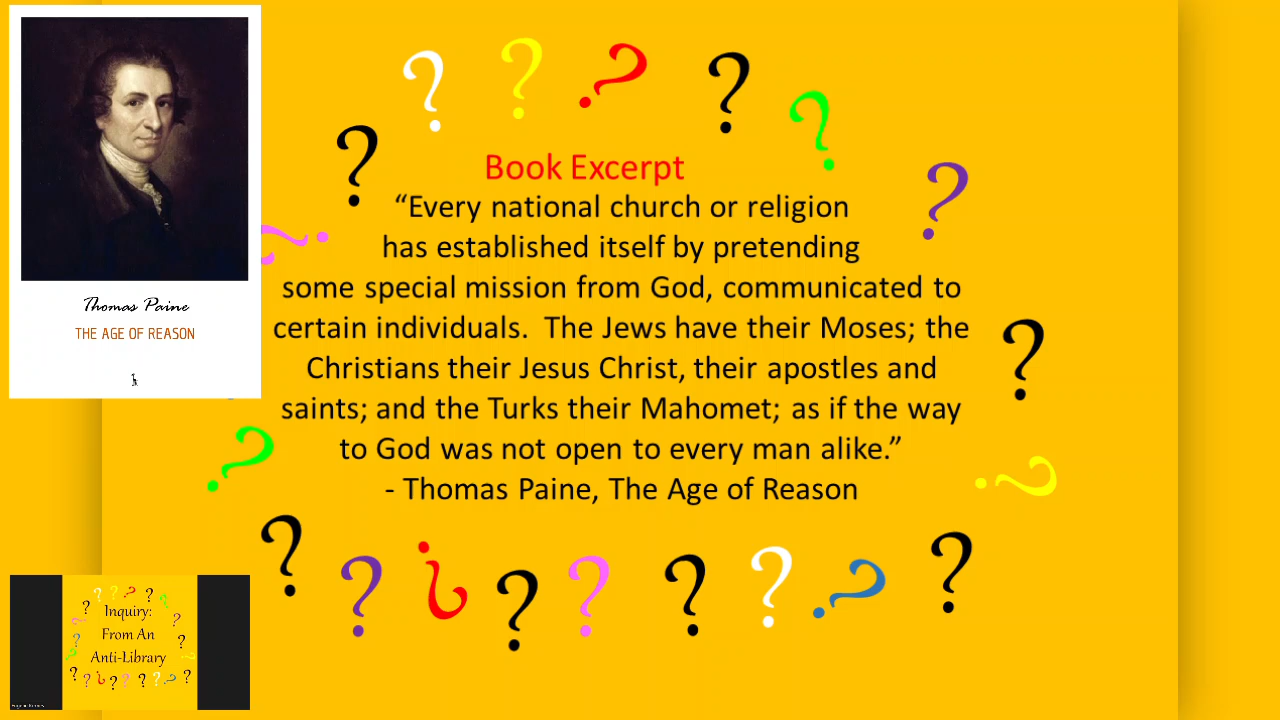 Thomas Paine
THE AGE OF REASON
Book Excerpt
“Every national church or religion
has established itself by pretending
some special mission from God, communicated to
certain individuals.  The Jews have their Moses; the
Christians their Jesus Christ, their apostles and
saints; and the Turks their Mahomet; as if the way
to God was not open to every man alike.”
- Thomas Paine, The Age of Reason
Inquiry:
From An
Anti-Library